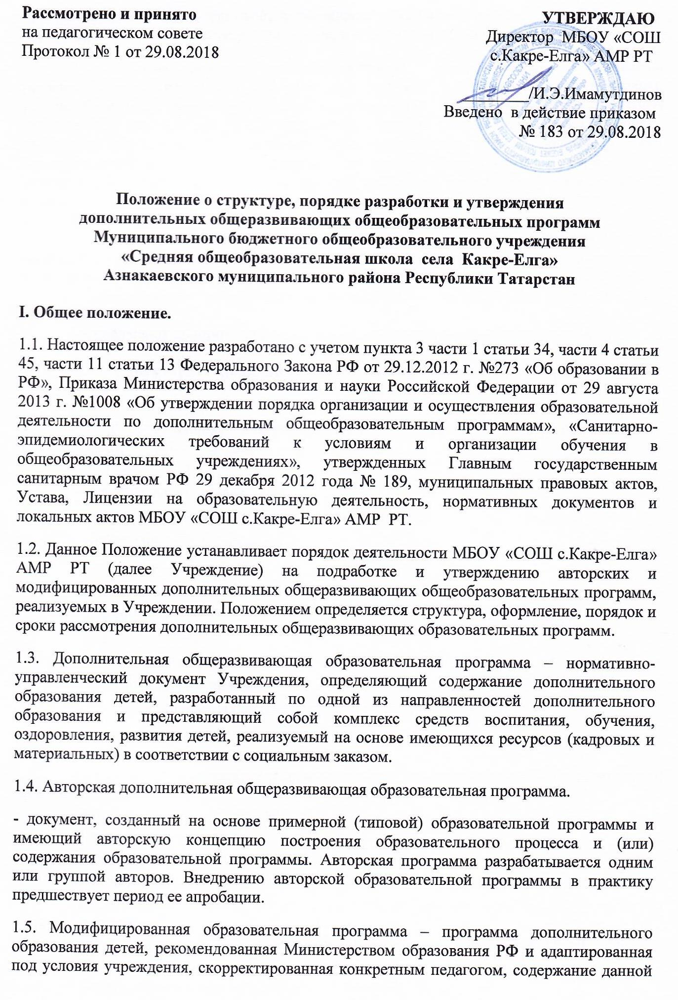 Рассмотрено и принято
на педагогическом совете
Протокол № 1 от 29.08.2018
УТВЕРЖДАЮ
Директор МБОУ «СОШ
с.Какре-Елга» АМР РТ
/И.Э.Имамутдинов
Введено в действие приказом
№ 183 от 29.08.2018
Положение о структуре, порядке разработки и утверждения
дополнительных общеразвивающих общеобразовательных программ
Муниципального бюджетного общеобразовательного учреждения
«Средняя общеобразовательная школа села Какре-Елга»
Азнакаевского муниципального района Республики Татарстан
I. Общее положение.
1.1. Настоящее положение разработано с учетом пункта 3 части 1 статьи 34, части 4 статьи
45, части 11 статьи 13 Федерального Закона РФ от 29.12.2012 г. №273 «Об образовании в
РФ», Приказа Министерства образования и науки Российской Федерации от 29 августа
2013 г. №1008 «Об утверждении порядка организации и осуществления образовательной
деятельности по дополнительным общеобразовательным программам», «Санитарно-
эпидемиологических требований к условиям и организации обучения в
общеобразовательных учреждениях», утвержденных Главным государственным
санитарным врачом РФ 29 декабря 2012 года № 189, муниципальных правовых актов,
Устава, Лицензии на образовательную деятельность, нормативных документов и
локальных актов МБОУ «СОШ с.Какре-Елга» АМР РТ.
1.2. Данное Положение устанавливает порядок деятельности МБОУ «СОШ с.Какре-Елга»
АМР РТ (далее Учреждение) на подработке и утверждению авторских и
модифицированных дополнительных общеразвивающих общеобразовательных программ,
реализуемых в Учреждении. Положением определяется структура, оформление, порядок и
сроки рассмотрения дополнительных общеразвивающих образовательных программ.
1.3. Дополнительная общеразвивающая образовательная программа – нормативно-
управленческий документ Учреждения, определяющий содержание дополнительного
образования детей, разработанный по одной из направленностей дополнительного
образования и представляющий собой комплекс средств воспитания, обучения,
оздоровления, развития детей, реализуемый на основе имеющихся ресурсов (кадровых и
материальных) в соответствии с социальным заказом.
1.4. Авторская дополнительная общеразвивающая образовательная программа.
- документ, созданный на основе примерной (типовой) образовательной программы и
имеющий авторскую концепцию построения образовательного процесса и (или)
содержания образовательной программы. Авторская программа разрабатывается одним
или группой авторов. Внедрению авторской образовательной программы в практику
предшествует период ее апробации.
1.5. Модифицированная образовательная программа – программа дополнительного
образования детей, рекомендованная Министерством образования РФ и адаптированная
под условия учреждения, скорректированная конкретным педагогом, содержание данной